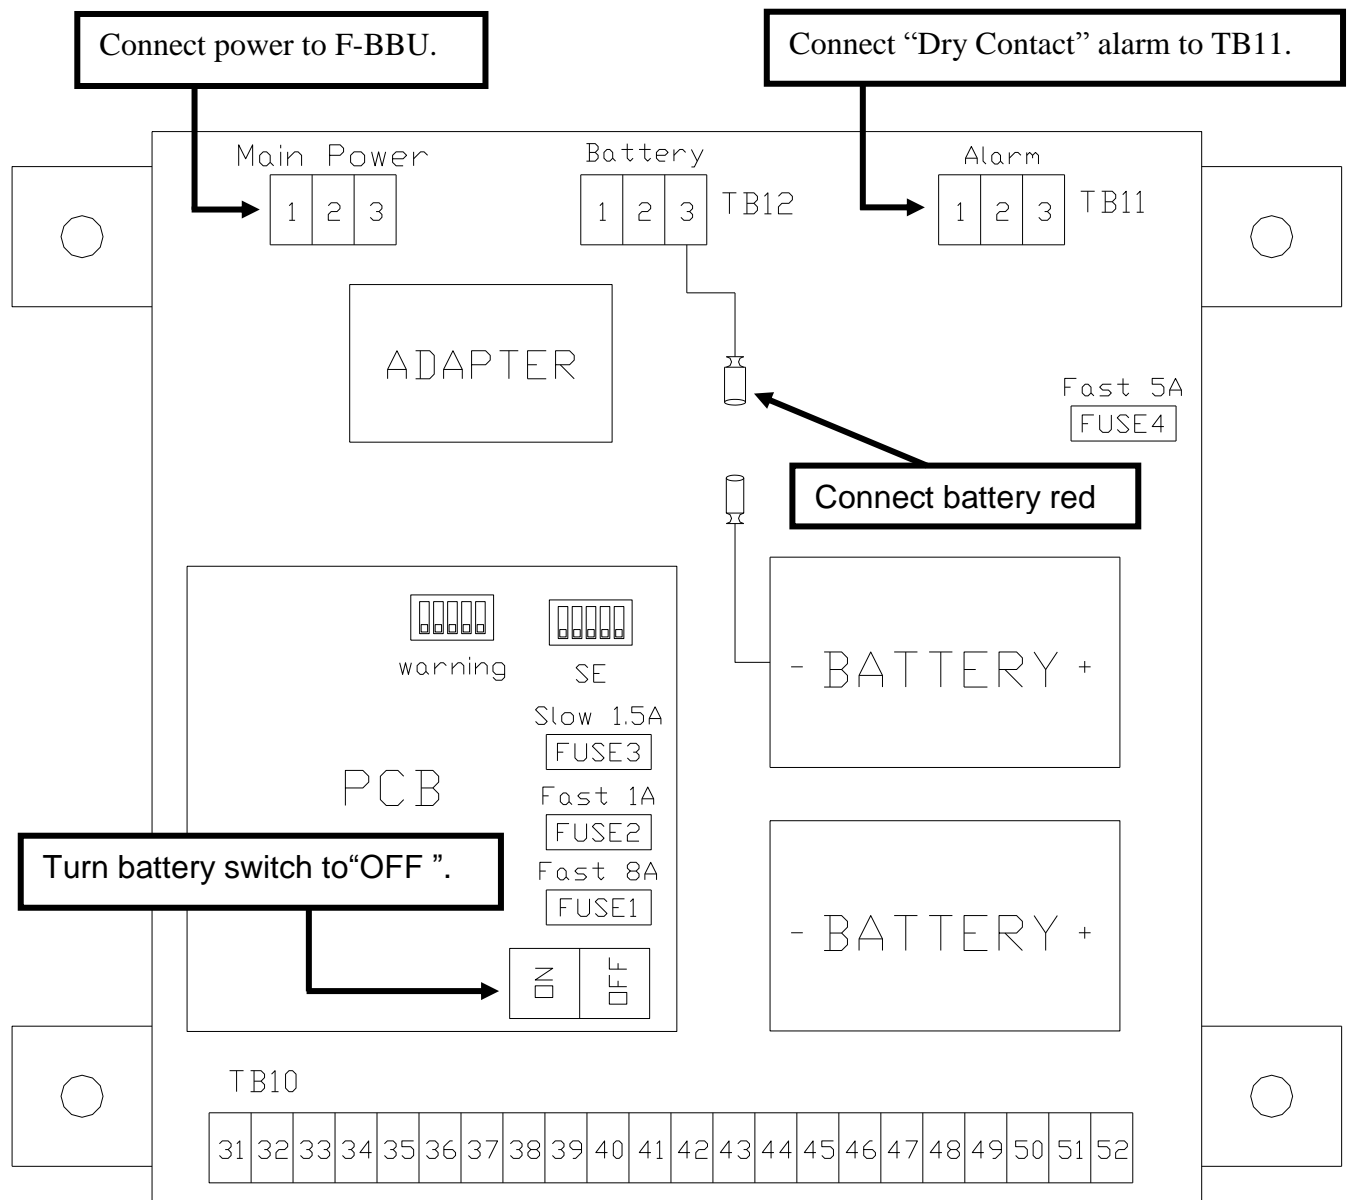 Connect power to F-BBU.
Connect “Dry Contact” alarm to TB11.
Main Power
1 2 3
Battery
1 2 3 TB12
Alarm
1 2 3 TB11
ADAPTER
Fast 5A
FUSE4
Connect battery red
warning
SE
Slow 1.5A
FUSE3
PCB
Fast 1A
FUSE2
Turn battery switch to“OFF ”.
Fast 8A
FUSE1
ON OFF
- BATTERY +
- BATTERY +
TB10
31 32 33 34 35 36 37 38 39 40 41 42 43 44 45 46 47 48 49 50 51 52